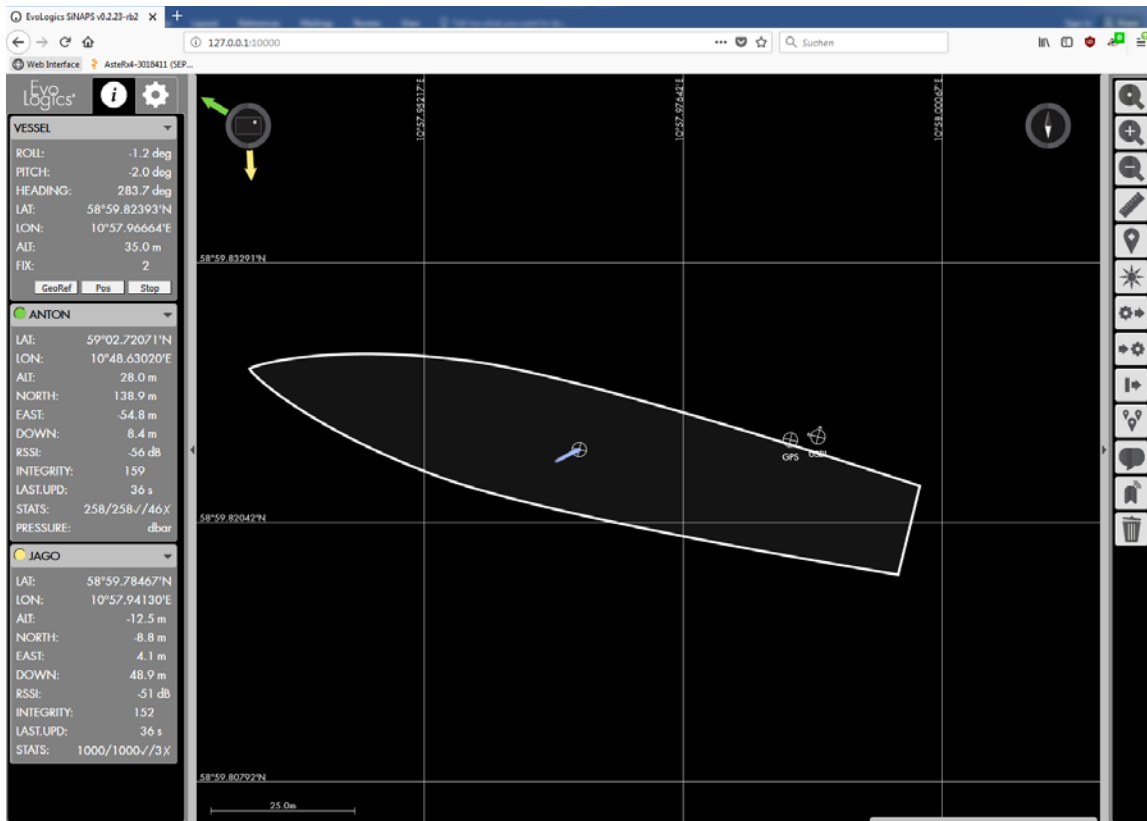 EvoLogics SiNAPS v0.2.23-rb2
127.0.0.1:10000
Suchen
Web Interface
AsteRx4-3018411 (SEP...
Evo
Logics
VESSEL
ROLL: -1.2 deg
PITCH: -2.0 deg
HEADING: 283.7 deg
LAT: 58°59.82393'N
LON: 10°57.96664'E
ALT: 35.0 m
FIX: 2
GeoRef Pos Stop
ANTON
LAT: 59°02.72071'N
LON: 10°48.63020'E
ALT: 28.0 m
NORTH: 138.9 m
EAST: -54.8 m
DOWN: 8.4 m
RSSI: -56 dB
INTEGRITY: 159
LAST.UPD: 36 s
STATS: 258/258✓/46X
PRESSURE: dbar
JAGO
LAT: 58°59.78467'N
LON: 10°57.94130'E
ALT: -12.5 m
NORTH: -8.8 m
EAST: 4.1 m
DOWN: 48.9 m
RSSI: -51 dB
INTEGRITY: 152
LAST.UPD: 36 s
STATS: 1000/1000✓/3X
10°57.95217'E
10°57.97642'E
10°58.00067'E
58°59.83291'N
GPS
58°59.82042'N
58°59.80792'N
25.0m